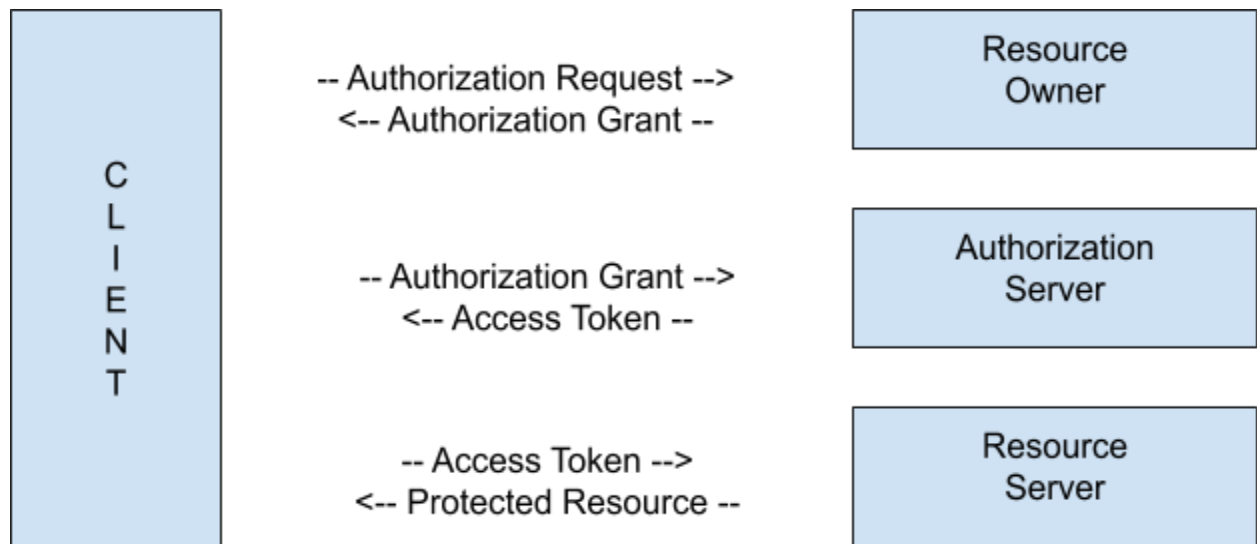 C
L
I
E
N
T
-- Authorization Request -->
<-- Authorization Grant --
Resource
Owner
-- Authorization Grant -->
<-- Access Token --
Authorization
Server
-- Access Token -->
<-- Protected Resource --
Resource
Server